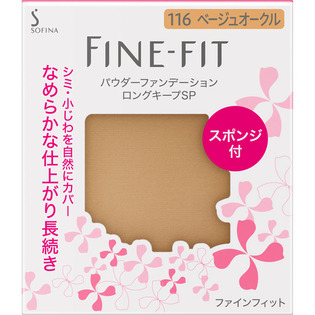 116 ベージュオークル
SOFINA
FINE-FIT
パウダーファンデーション
ロングキープSP
スポンジ付
シミ・小じわを自然にカバー
なめらかな仕上がり長続き
ファインフィット